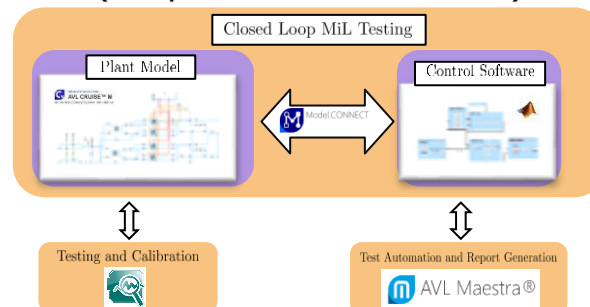 Closed Loop MiL Testing
Plant Model
Control Software
AVL CRUISE™ M
Model.CONNECT
Testing and Calibration
Test Automation and Report Generation
AVL Maestra®